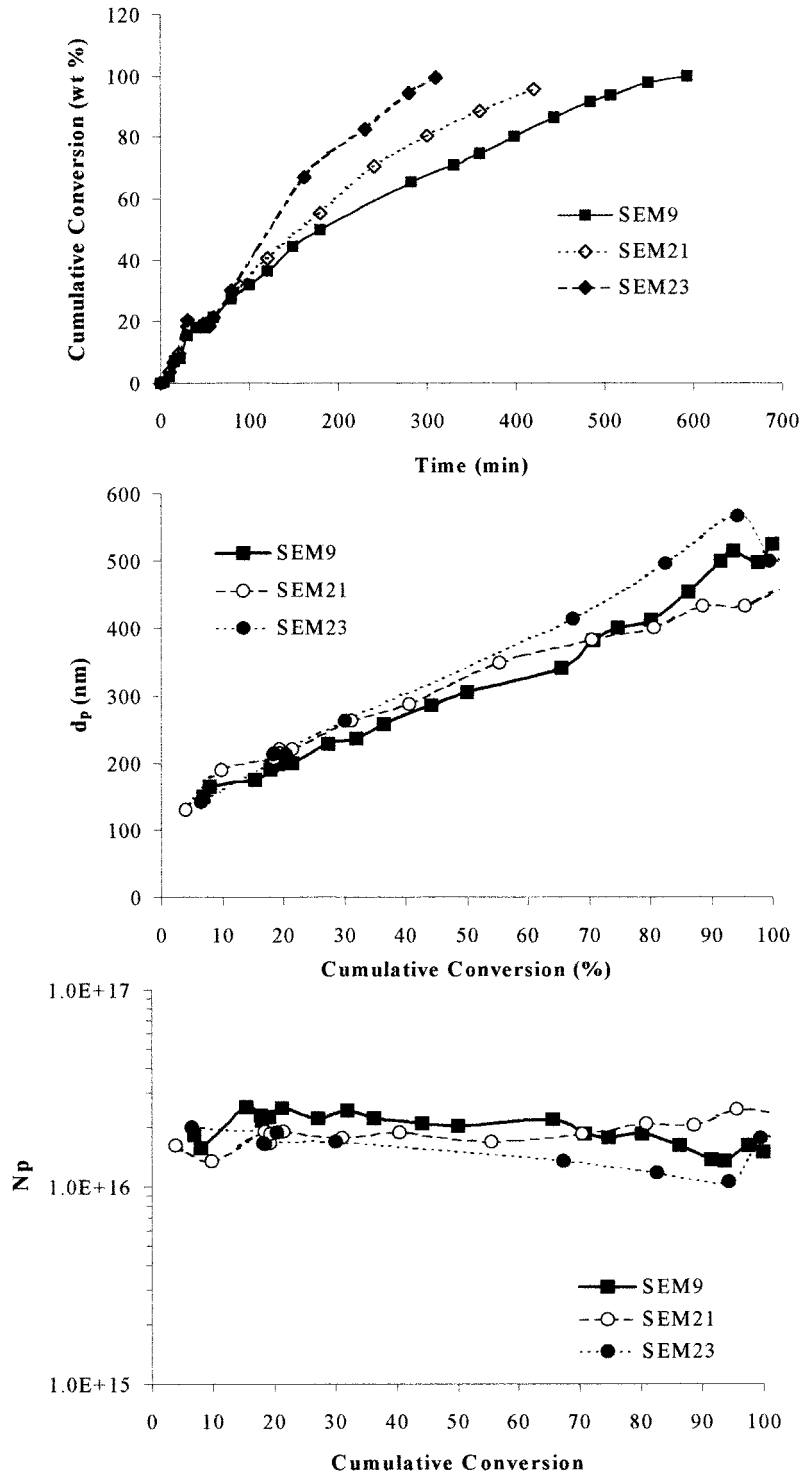 120
100
80
60
40
20
0
Cumulative Conversion (wt %)
SEM9
SEM21
SEM23
0 100 200 300 400 500 600 700
Time (min)
600
500
400
300
200
100
0
dp (nm)
SEM9
SEM21
SEM23
0 10 20 30 40 50 60 70 80 90 100
Cumulative Conversion (%)
1.0E+17
1.0E+16
1.0E+15
Np
SEM9
SEM21
SEM23
0 10 20 30 40 50 60 70 80 90 100
Cumulative Conversion